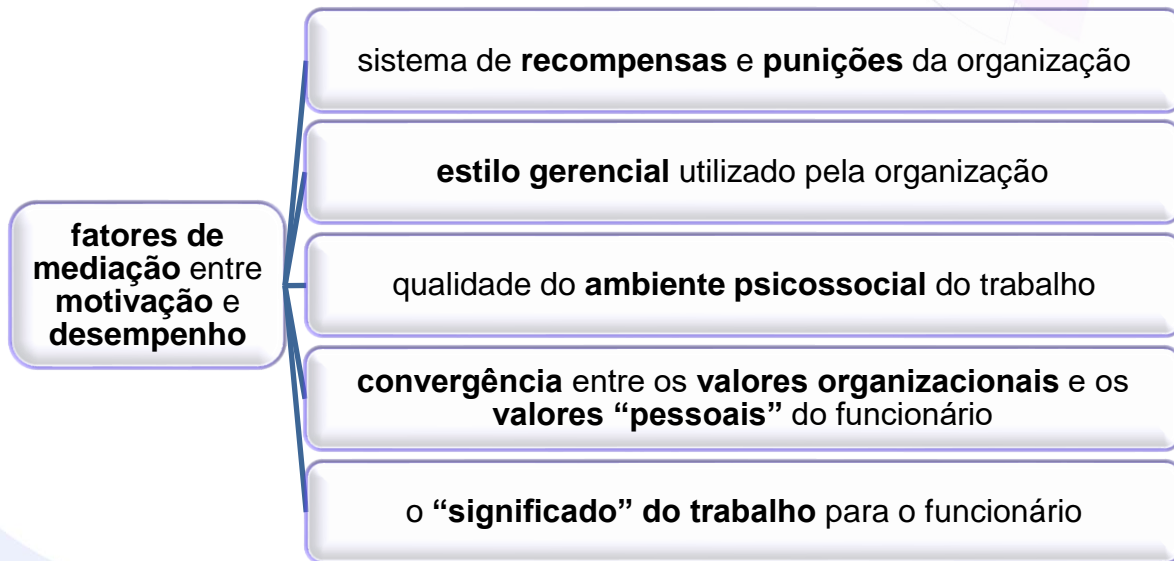 sistema de recompensas e punições da organização
estilo gerencial utilizado pela organização
fatores de
mediação entre
motivação e
desempenho
qualidade do ambiente psicossocial do trabalho
convergência entre os valores organizacionais e os
valores “pessoais” do funcionário
o “significado” do trabalho para o funcionário